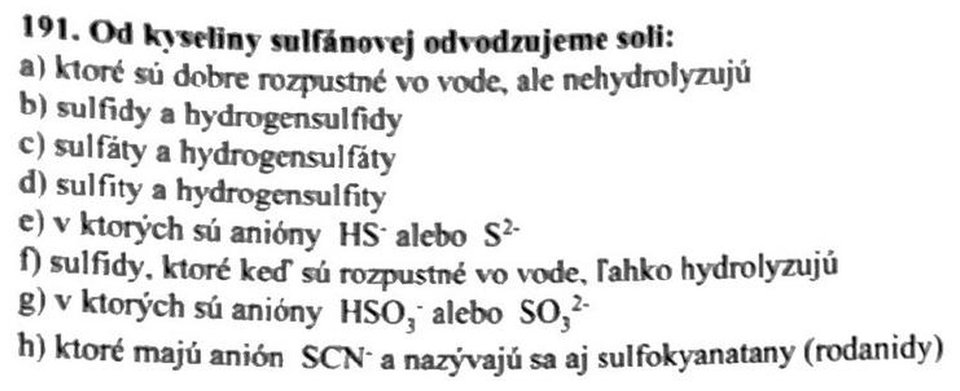 191. Od kyseliny sulfánovej odvodzujeme soli:
a) ktoré sú dobre rozpustné vo vode, ale nehydrolyzujú
b) sulfidy a hydrogensulfidy
c) sulfáty a hydrogensulfáty
d) sulfity a hydrogensulfity
e) v ktorých sú anióny HS⁻ alebo S²⁻
f) sulfidy, ktoré keď sú rozpustné vo vode, ľahko hydrolyzujú
g) v ktorých sú anióny HSO₃⁻ alebo SO₃²⁻
h) ktoré majú anión SCN⁻ a nazývajú sa aj sulfokyanatany (rodanidy)